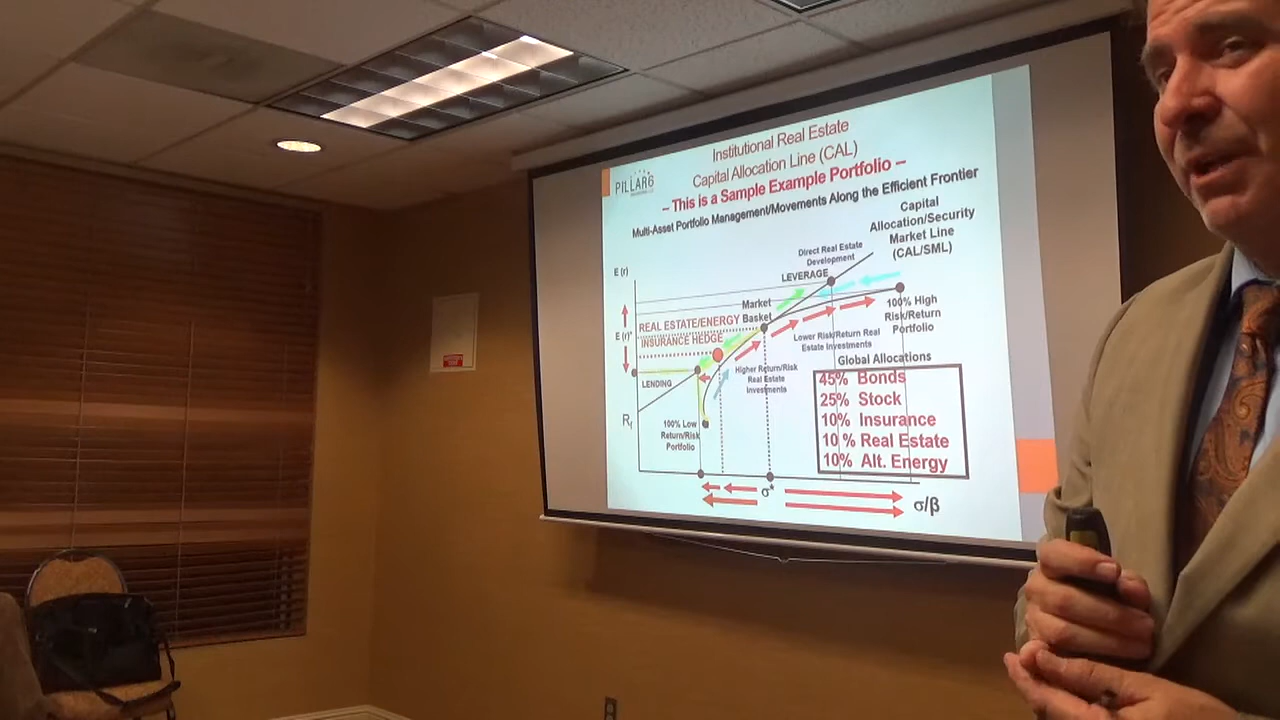 PILLAR6
Institutional Real Estate
Capital Allocation Line (CAL)
– This is a Sample Example Portfolio –
Multi-Asset Portfolio Management/Movements Along the Efficient Frontier
Capital
Allocation/Security
Market Line
(CAL/SML)
Direct Real Estate
Development
LEVERAGE
E (r)
Market
Basket
REAL ESTATE/ENERGY
INSURANCE HEDGE
E (r)*
100% High
Risk/Return
Portfolio
Lower Risk/Return Real
Estate Investments
Higher Return/Risk
Real Estate
Investments
LENDING
Rf
100% Low
Return/Risk
Portfolio
Global Allocations
45% Bonds
25% Stock
10% Insurance
10 % Real Estate
10% Alt. Energy
σ*
σ/β